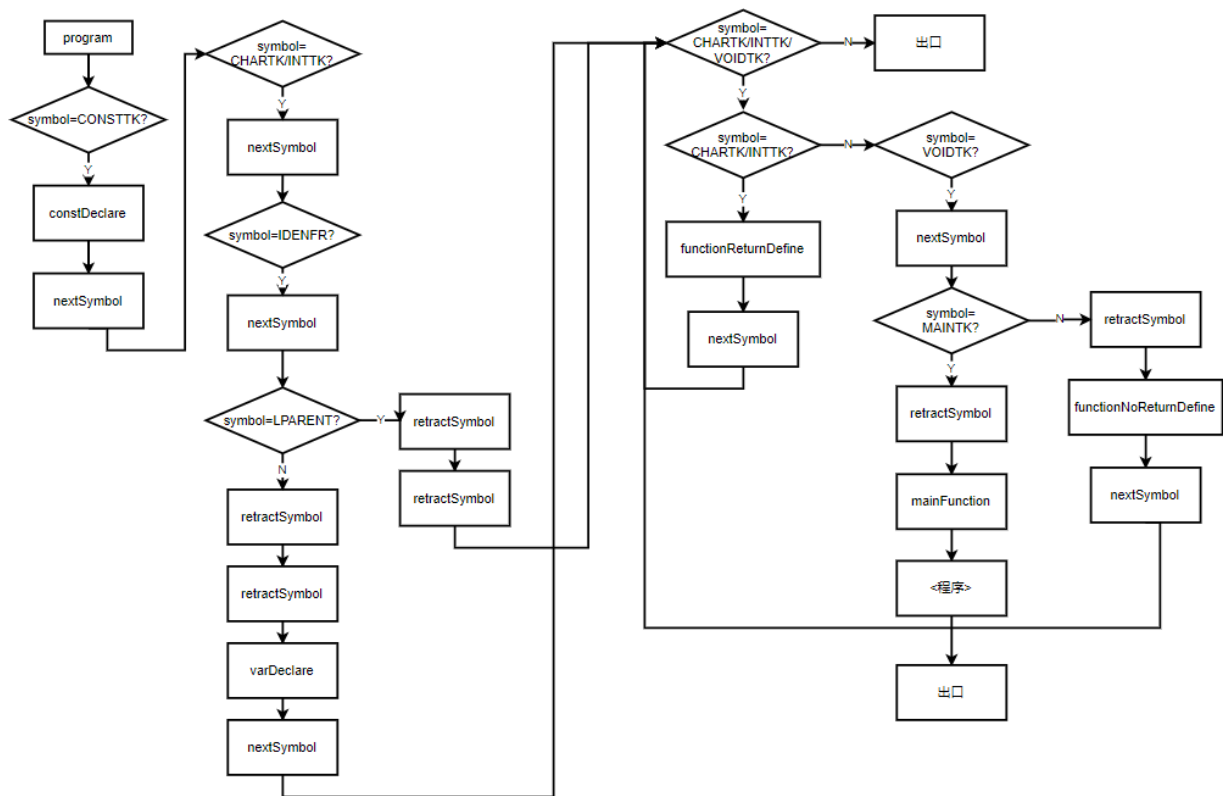 program
symbol=CONSTTK?
Y
constDeclare
nextSymbol
symbol=
CHARTK/INTTK?
Y
nextSymbol
symbol=IDENFR?
Y
nextSymbol
symbol=LPARENT?
Y
retractSymbol
retractSymbol
N
retractSymbol
retractSymbol
varDeclare
nextSymbol
symbol=
CHARTK/INTTK/
VOIDTK?
N
出口
Y
symbol=
CHARTK/INTTK?
N
symbol=
VOIDTK?
Y
functionReturnDefine
nextSymbol
Y
nextSymbol
symbol=
MAINTK?
N
retractSymbol
functionNoReturnDefine
nextSymbol
Y
retractSymbol
mainFunction
<程序>
出口